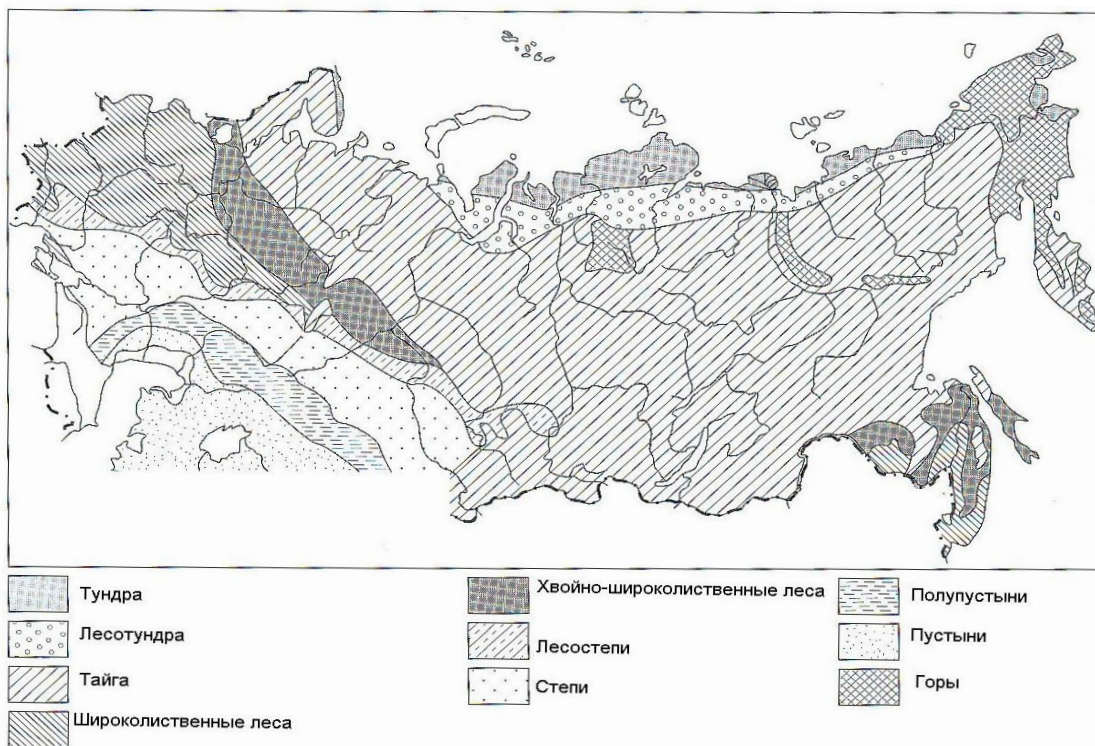 Тундра
Лесотундра
Тайга
Широколиственные леса
Хвойно-широколиственные леса
Лесостепи
Степи
Полупустыни
Пустыни
Горы